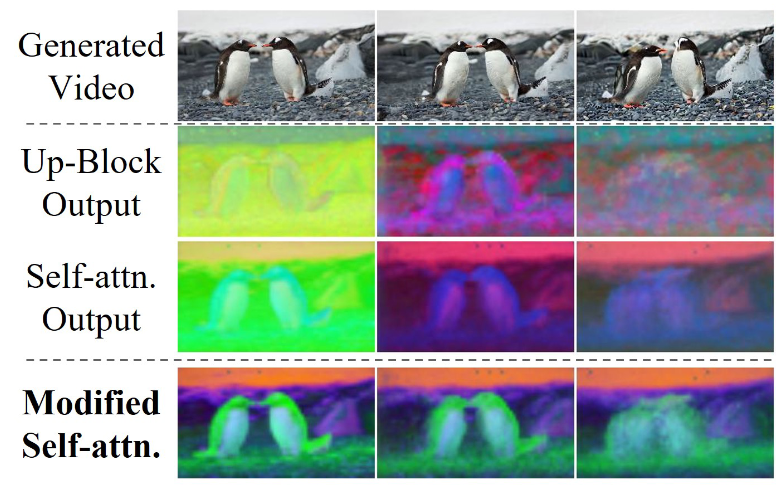 Generated
Video
Up-Block
Output
Self-attn.
Output
Modified
Self-attn.